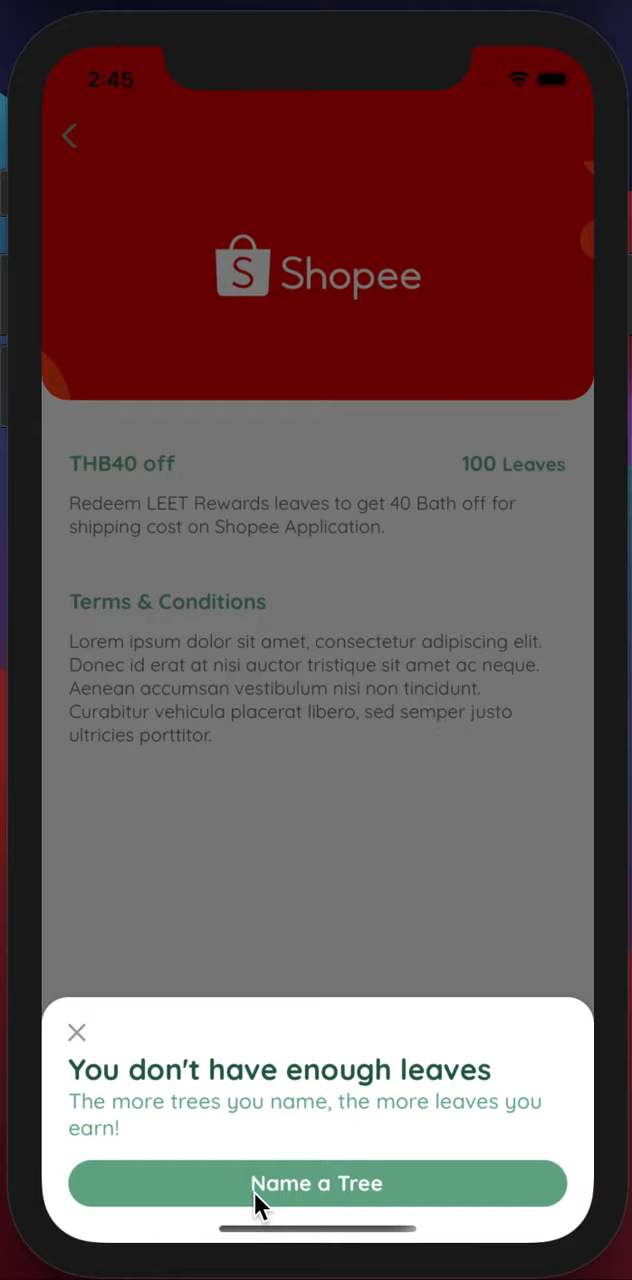 2:45
S Shopee
THB40 off 100 Leaves
Redeem LEET Rewards leaves to get 40 Bath off for
shipping cost on Shopee Application.
Terms & Conditions
Lorem ipsum dolor sit amet, consectetur adipiscing elit.
Donec id erat at nisi auctor tristique sit amet ac neque.
Aenean accumsan vestibulum nisi non tincidunt.
Curabitur vehicula placerat libero, sed semper justo
ultricies porttitor.
You don't have enough leaves
The more trees you name, the more leaves you
earn!
Name a Tree